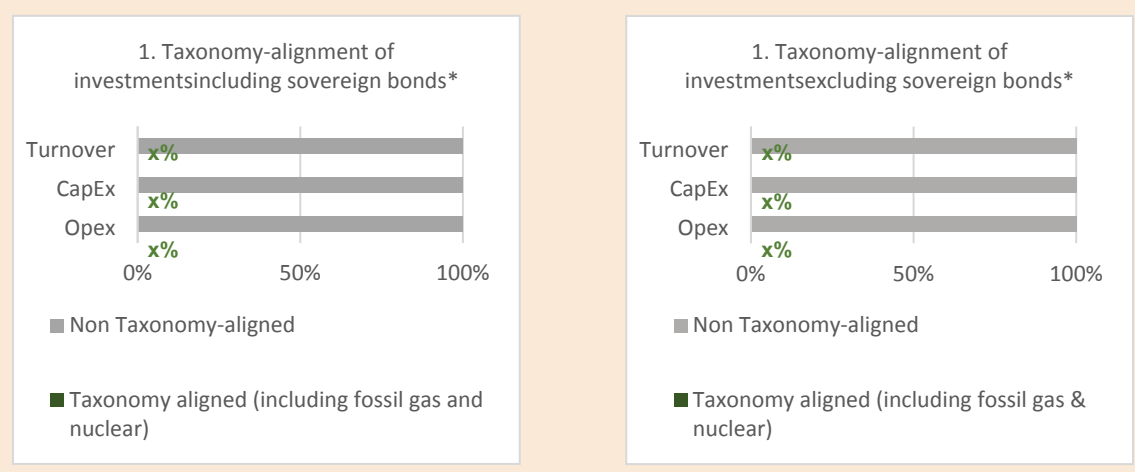 1. Taxonomy-alignment of
investmentsincluding sovereign bonds*
Turnover
x%
CapEx
x%
Opex
x%
0%
50%
100%
Non Taxonomy-aligned
Taxonomy aligned (including fossil gas and
nuclear)
1. Taxonomy-alignment of
investmentsexcluding sovereign bonds*
Turnover
x%
CapEx
x%
Opex
x%
0%
50%
100%
Non Taxonomy-aligned
Taxonomy aligned (including fossil gas &
nuclear)